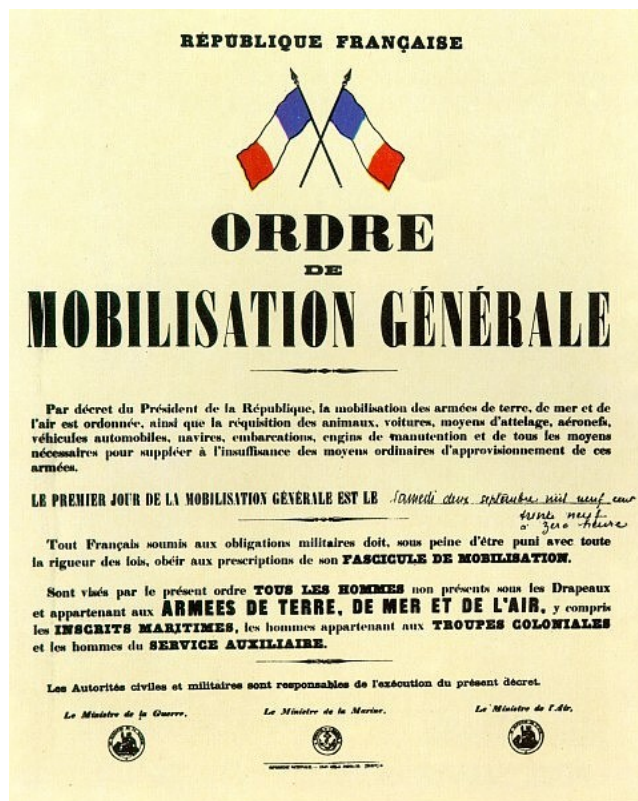 RÉPUBLIQUE FRANÇAISE
ORDRE
DE
MOBILISATION GÉNÉRALE
Par décret du Président de la République, la mobilisation des armées de terre, de mer et de
l'air est ordonnée, ainsi que la réquisition des animaux, voitures, moyens d'attelage, aéronefs,
véhicules automobiles, navires, embarcations, engins de manutention et de tous les moyens
nécessaires pour suppléer à l'insuffisance des moyens ordinaires d'approvisionnement de ces
armées.
LE PREMIER JOUR DE LA MOBILISATION GÉNÉRALE EST LE Samedi deux septembre mil neuf cent
trente neuf
à zéro heure
Tout Français soumis aux obligations militaires doit, sous peine d'être puni avec toute
la rigueur des lois, obéir aux prescriptions de son FASCICULE DE MOBILISATION.
Sont visés par le présent ordre TOUS LES HOMMES non présents sous les Drapeaux
et appartenant aux ARMEES DE TERRE, DE MER ET DE L'AIR, y compris
les INSCRITS MARITIMES, les hommes appartenant aux TROUPES COLONIALES
et les hommes du SERVICE AUXILIAIRE.
Les Autorités civiles et militaires sont responsables de l'exécution du présent décret.
Le Ministre de la Guerre,
Le Ministre de la Marine,
Le Ministre de l'Air,